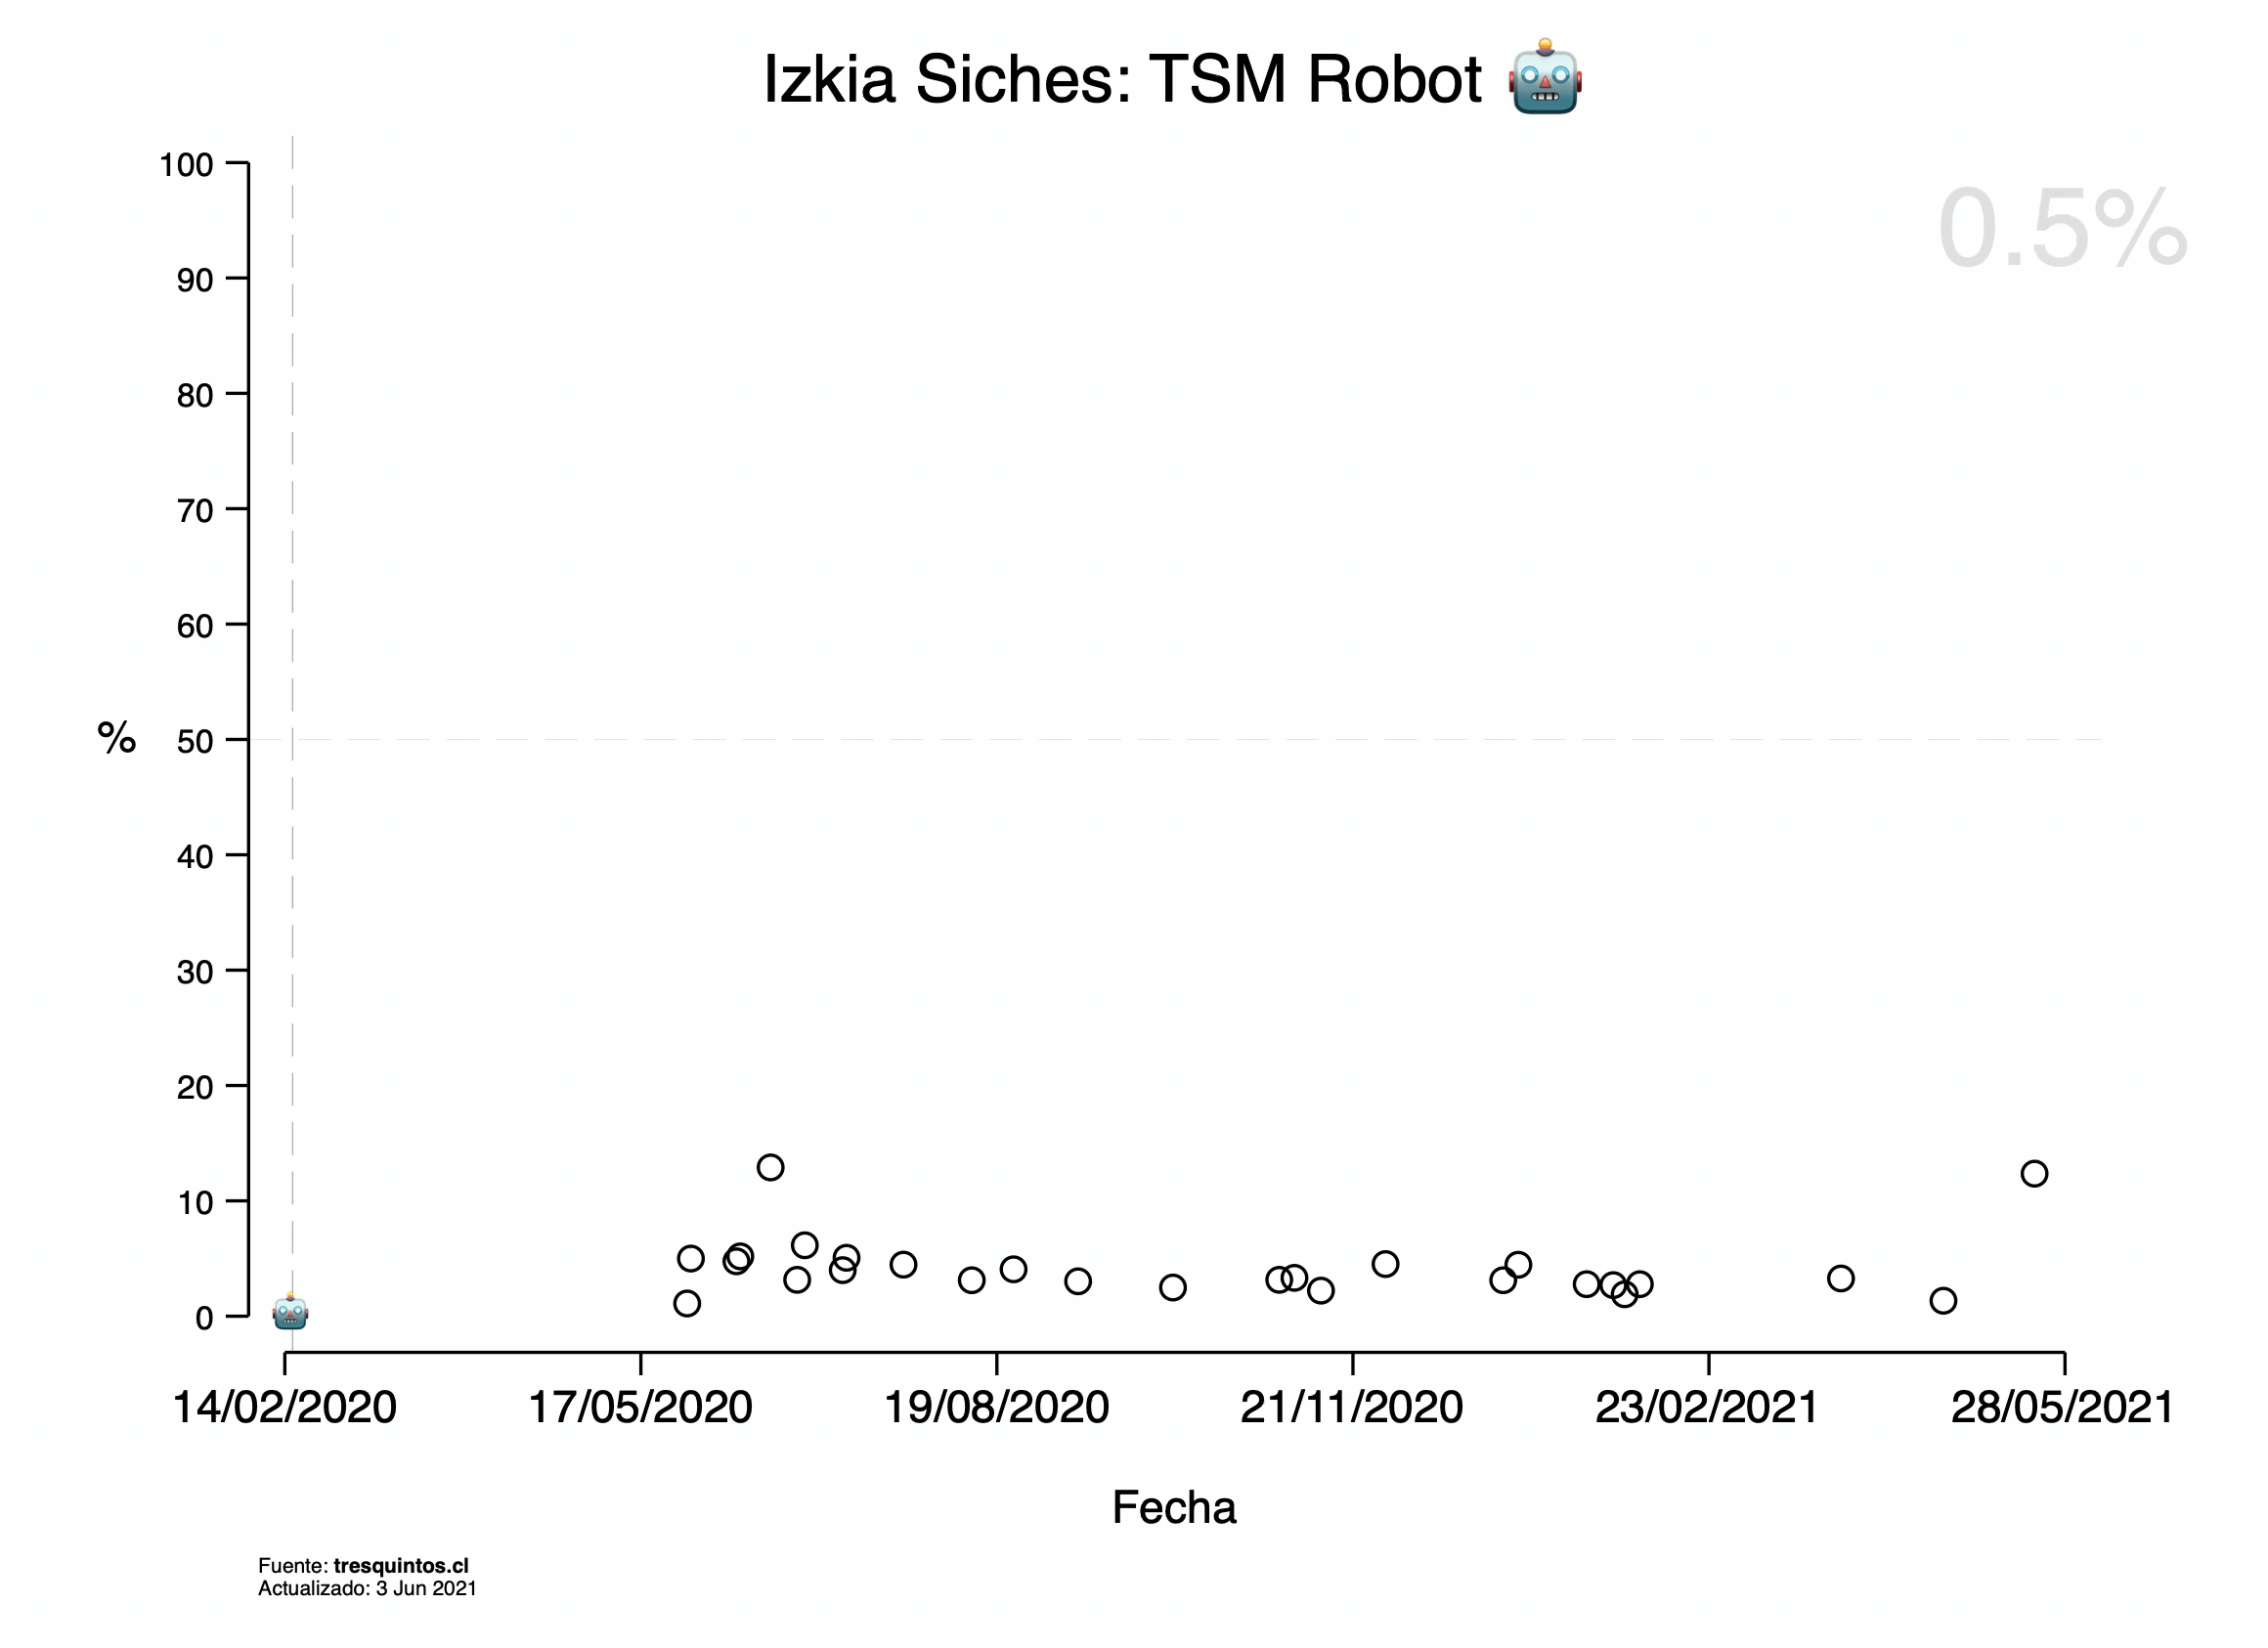 Izkia Siches: TSM Robot 🤖
0.5%
100
90
80
70
60
% 50
40
30
20
10
0
14/02/2020 17/05/2020 19/08/2020 21/11/2020 23/02/2021 28/05/2021
Fecha
Fuente: tresquintos.cl
Actualizado: 3 Jun 2021